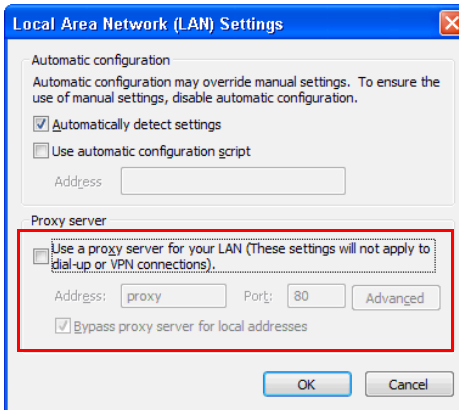 Local Area Network (LAN) Settings
Automatic configuration
Automatic configuration may override manual settings. To ensure the
use of manual settings, disable automatic configuration.
Automatically detect settings
Use automatic configuration script
Address
Proxy server
Use a proxy server for your LAN (These settings will not apply to
dial-up or VPN connections).
Address: proxy Port: 80 Advanced
Bypass proxy server for local addresses
OK Cancel